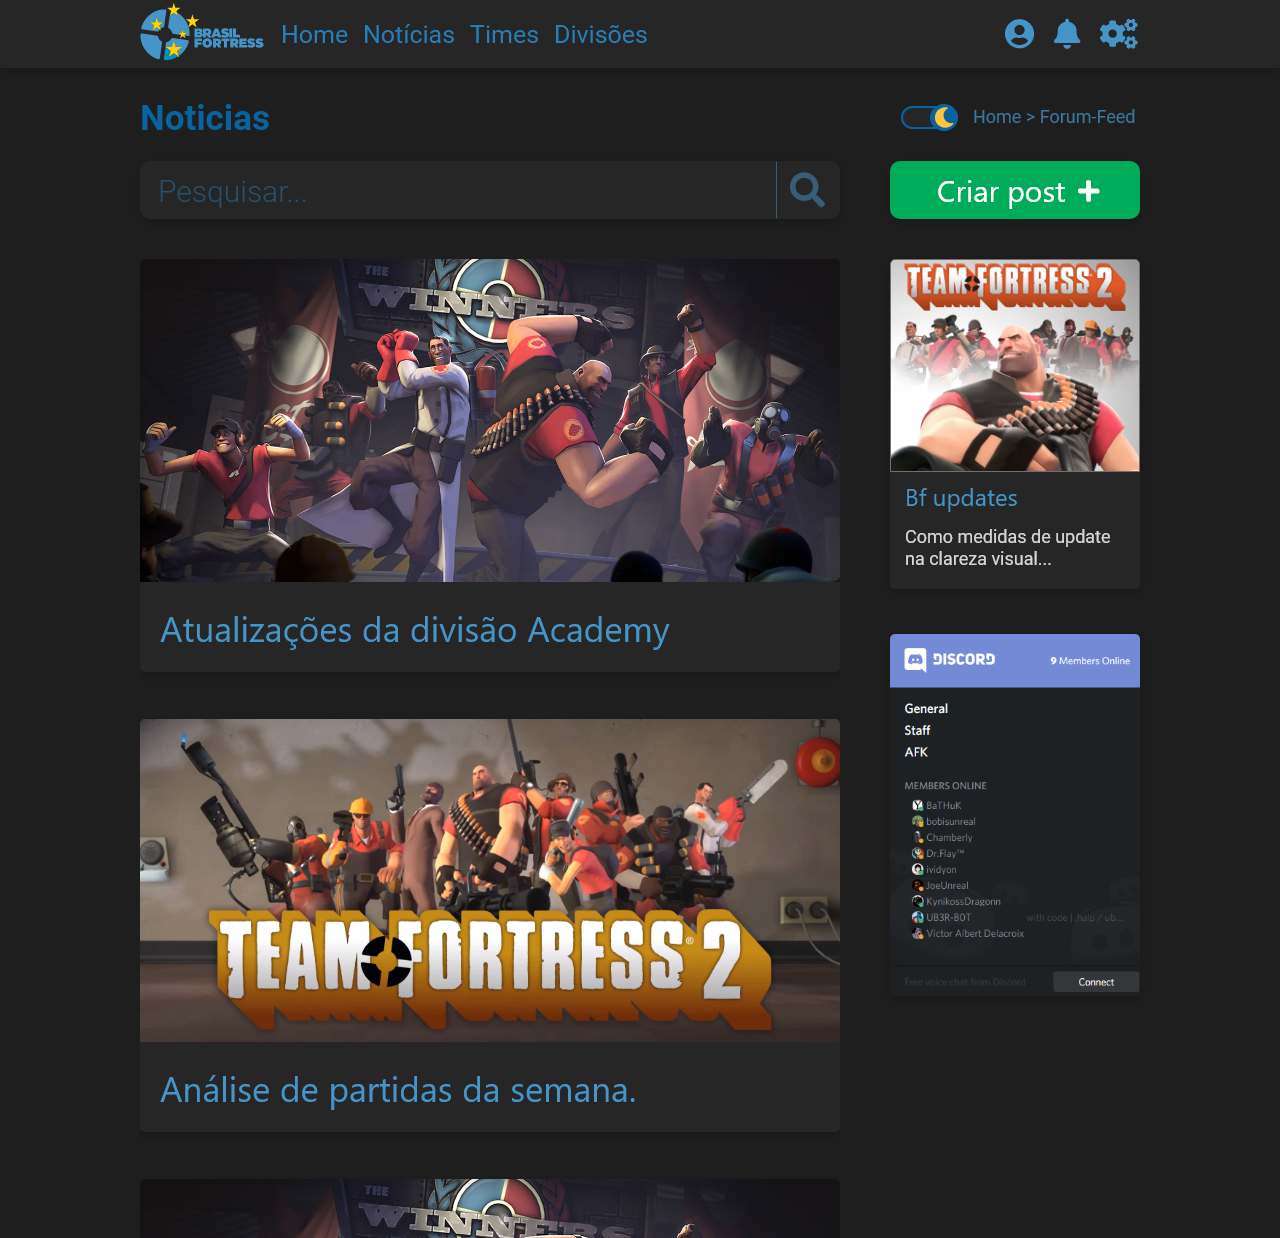 BRASIL
FORTRESS
Home Notícias Times Divisões
Noticias
Home > Forum-Feed
Pesquisar...
Criar post
THE
WINNERS
Atualizações da divisão Academy
TEAM FORTRESS 2
Bf updates
Como medidas de update
na clareza visual...
DISCORD
9 Members Online
General
Staff
AFK
MEMBERS ONLINE
BaTHuK
bobisunreal
Chamberly
Dr.Flay™
ividyon
JoeUnreal
KynikossDragonn
UB3R-BOT with code | .halp / ub...
Victor Albert Delacroix
Free voice chat from Discord
Connect
TEAM FORTRESS® 2
Análise de partidas da semana.
THE
WINNERS